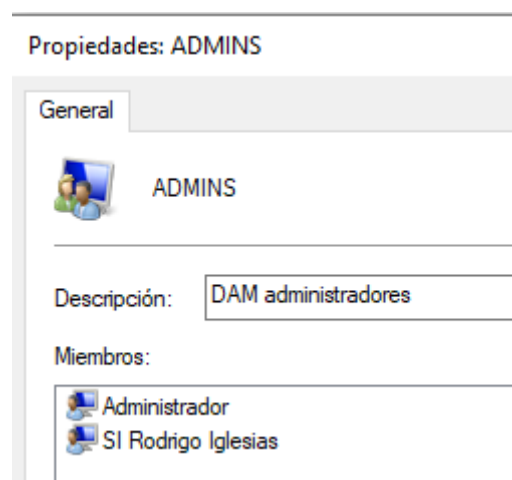 Propiedades: ADMINS
General
ADMINS
Descripción: DAM administradores
Miembros:
Administrador
SI Rodrigo Iglesias